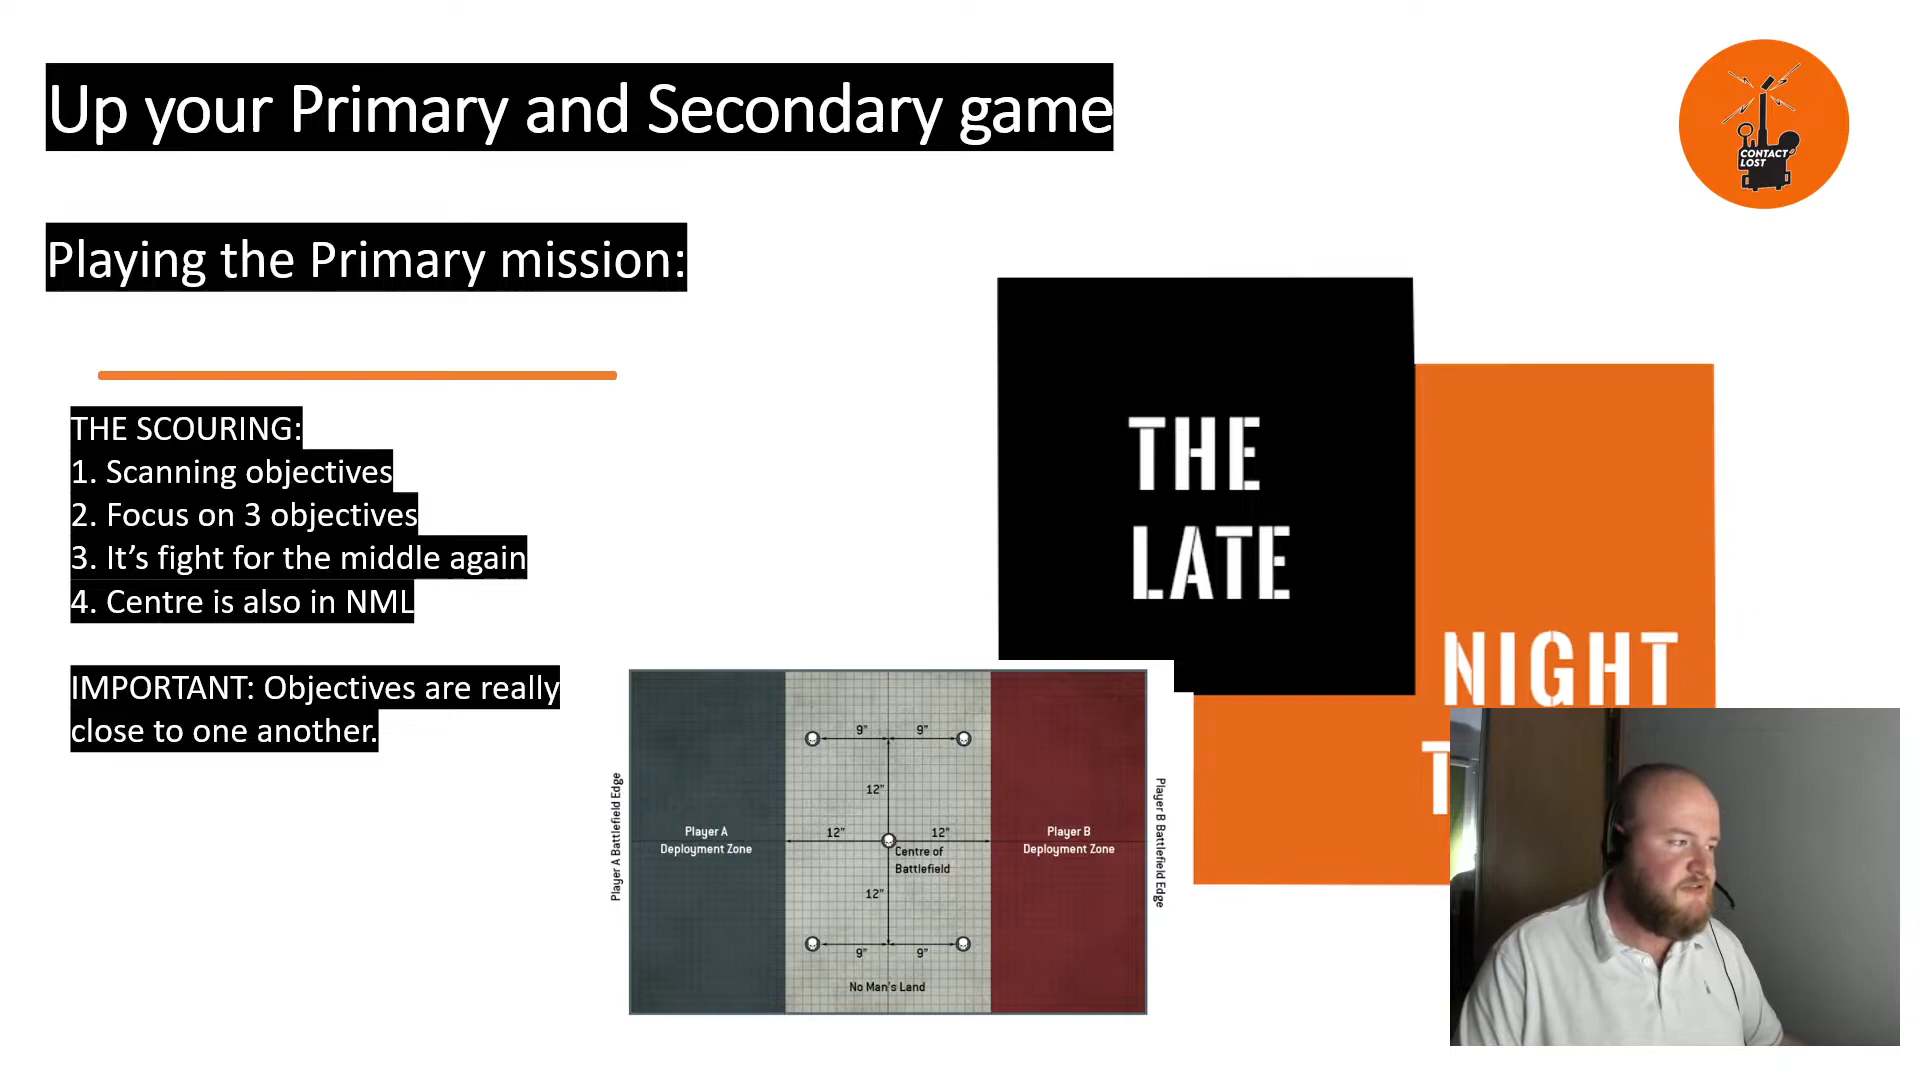 Up your Primary and Secondary game
CONTACT
LOST
Playing the Primary mission:
THE SCOURING:
1. Scanning objectives
2. Focus on 3 objectives
3. It’s fight for the middle again
4. Centre is also in NML
IMPORTANT: Objectives are really
close to one another.
THE
LATE
NIGHT
T
Player A Battlefield Edge
Player A
Deployment Zone
9" 9"
12"
12" 12"
Centre of
Battlefield
12"
9" 9"
No Man's Land
Player B
Deployment Zone
Player B Battlefield Edge